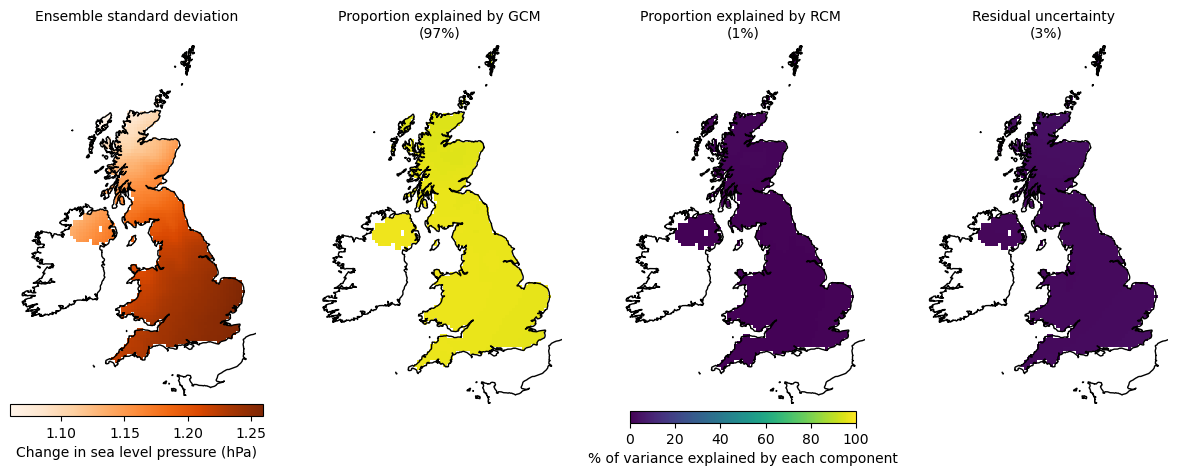 Ensemble standard deviation
Proportion explained by GCM
(97%)
Proportion explained by RCM
(1%)
Residual uncertainty
(3%)
1.10 1.15 1.20 1.25
Change in sea level pressure (hPa)
0 20 40 60 80 100
% of variance explained by each component